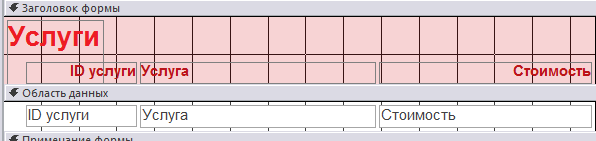 Заголовок формы
Услуги
ID услуги Услуга Стоимость
Область данных
ID услуги Услуга Стоимость
Примечание формы